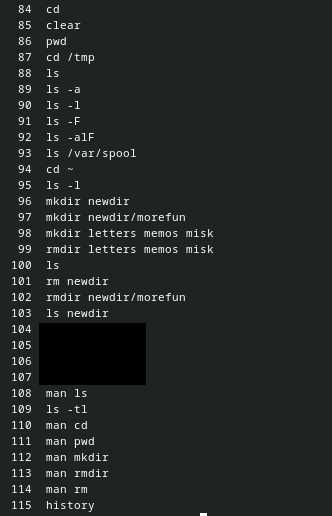 84 cd
85 clear
86 pwd
87 cd /tmp
88 ls
89 ls -a
90 ls -l
91 ls -F
92 ls -alF
93 ls /var/spool
94 cd ~
95 ls -l
96 mkdir newdir
97 mkdir newdir/morefun
98 mkdir letters memos misk
99 rmdir letters memos misk
100 ls
101 rm newdir
102 rmdir newdir/morefun
103 ls newdir
104
105
106
107
108 man ls
109 ls -tl
110 man cd
111 man pwd
112 man mkdir
113 man rmdir
114 man rm
115 history